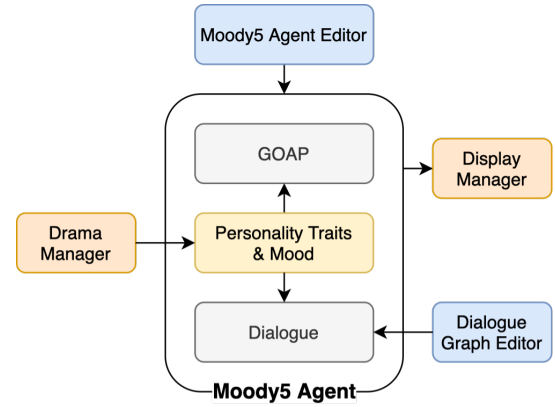 Moody5 Agent Editor
GOAP
Display
Manager
Drama
Manager
Personality Traits
& Mood
Dialogue
Dialogue
Graph Editor
Moody5 Agent